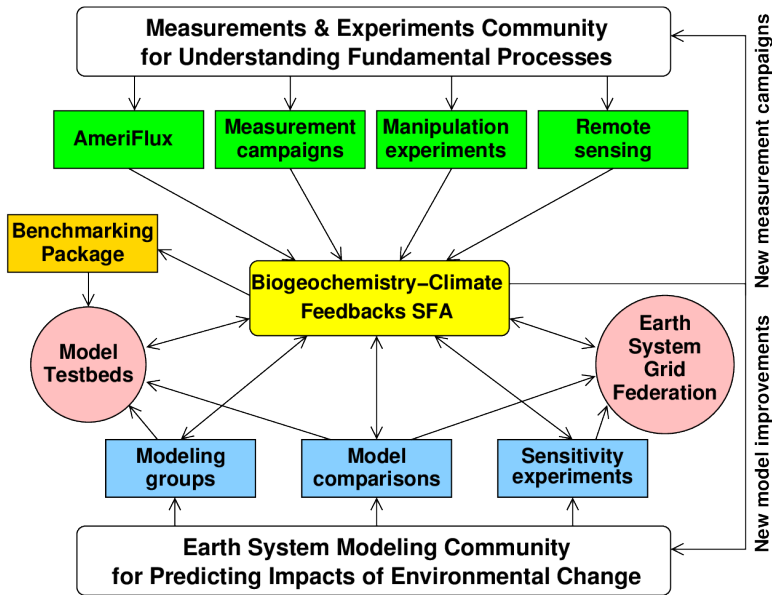 Measurements & Experiments Community
for Understanding Fundamental Processes
AmeriFlux
Measurement
campaigns
Manipulation
experiments
Remote
sensing
New measurement campaigns
Benchmarking
Package
Biogeochemistry−Climate
Feedbacks SFA
Model
Testbeds
Earth
System
Grid
Federation
New model improvements
Modeling
groups
Model
comparisons
Sensitivity
experiments
Earth System Modeling Community
for Predicting Impacts of Environmental Change